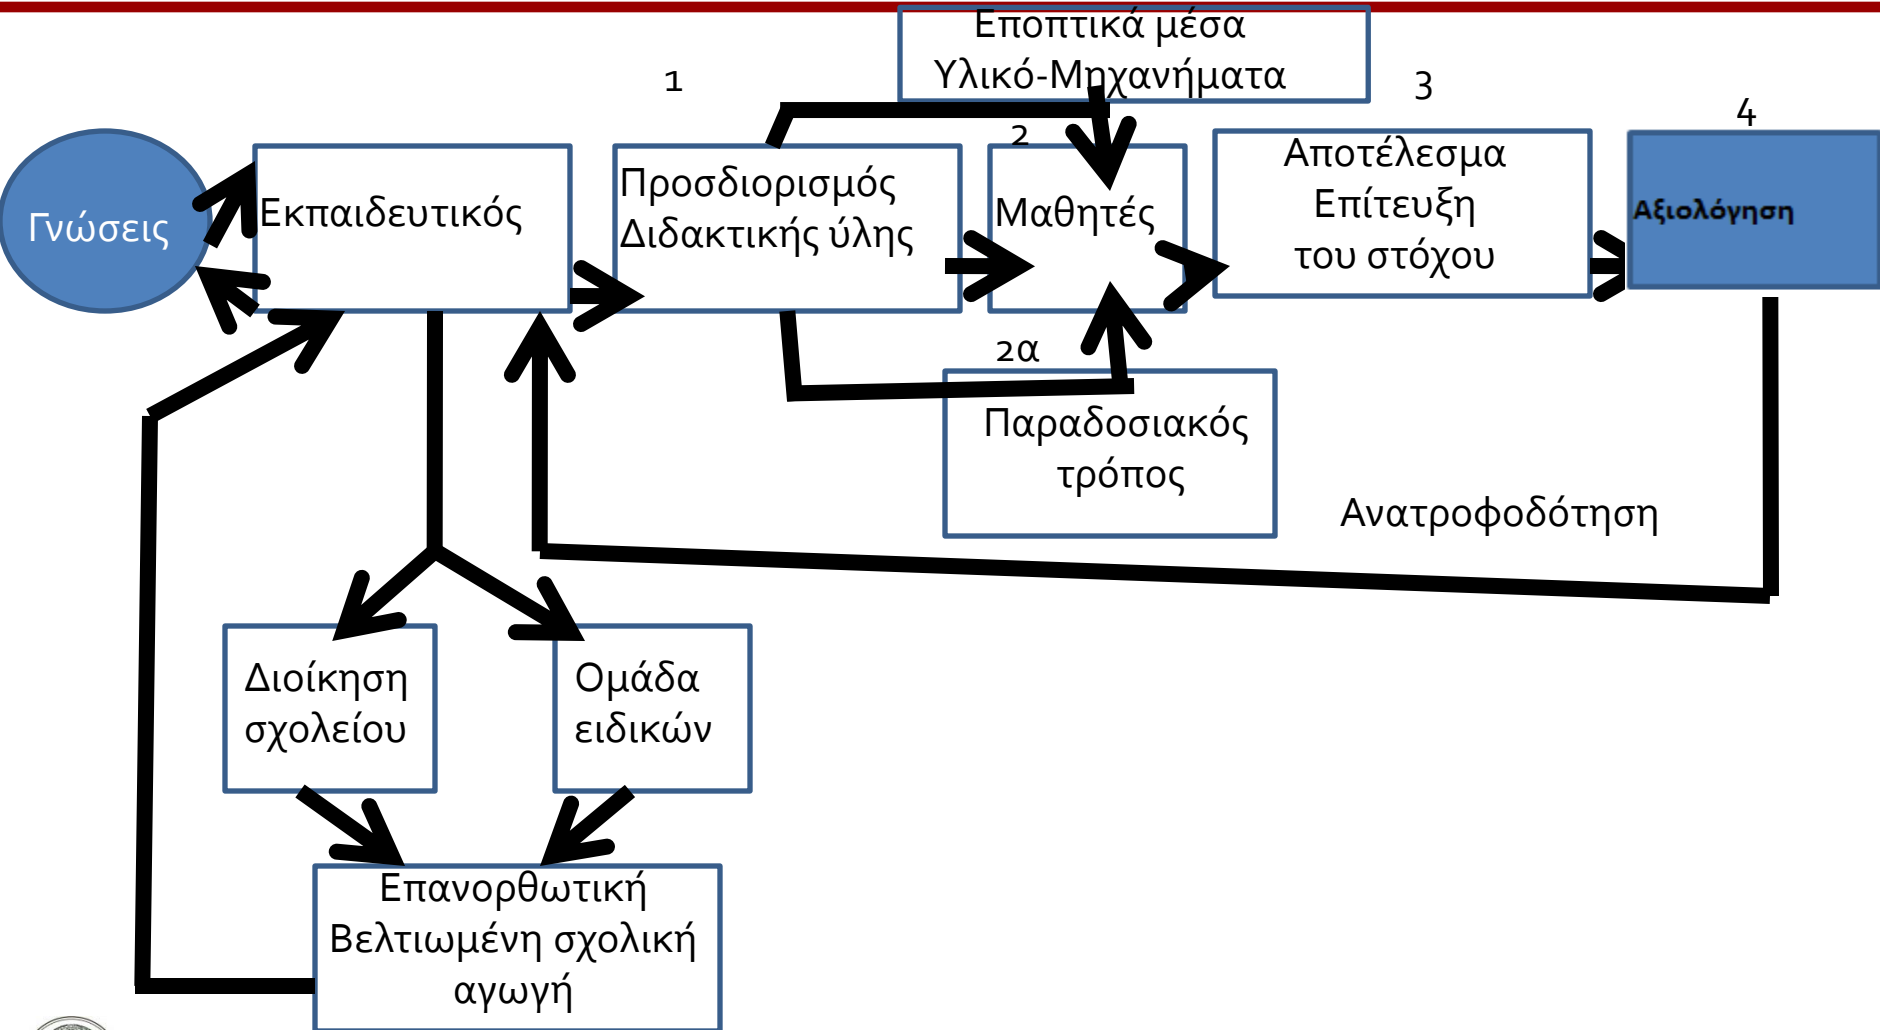 Εποπτικά μέσα
Υλικό-Μηχανήματα
1
3
4
2
Γνώσεις
Εκπαιδευτικός
Προσδιορισμός
Διδακτικής ύλης
Μαθητές
Αποτέλεσμα
Επίτευξη
του στόχου
Αξιολόγηση
2α
Παραδοσιακός
τρόπος
Ανατροφοδότηση
Διοίκηση
σχολείου
Ομάδα
ειδικών
Επανορθωτική
Βελτιωμένη σχολική
αγωγή